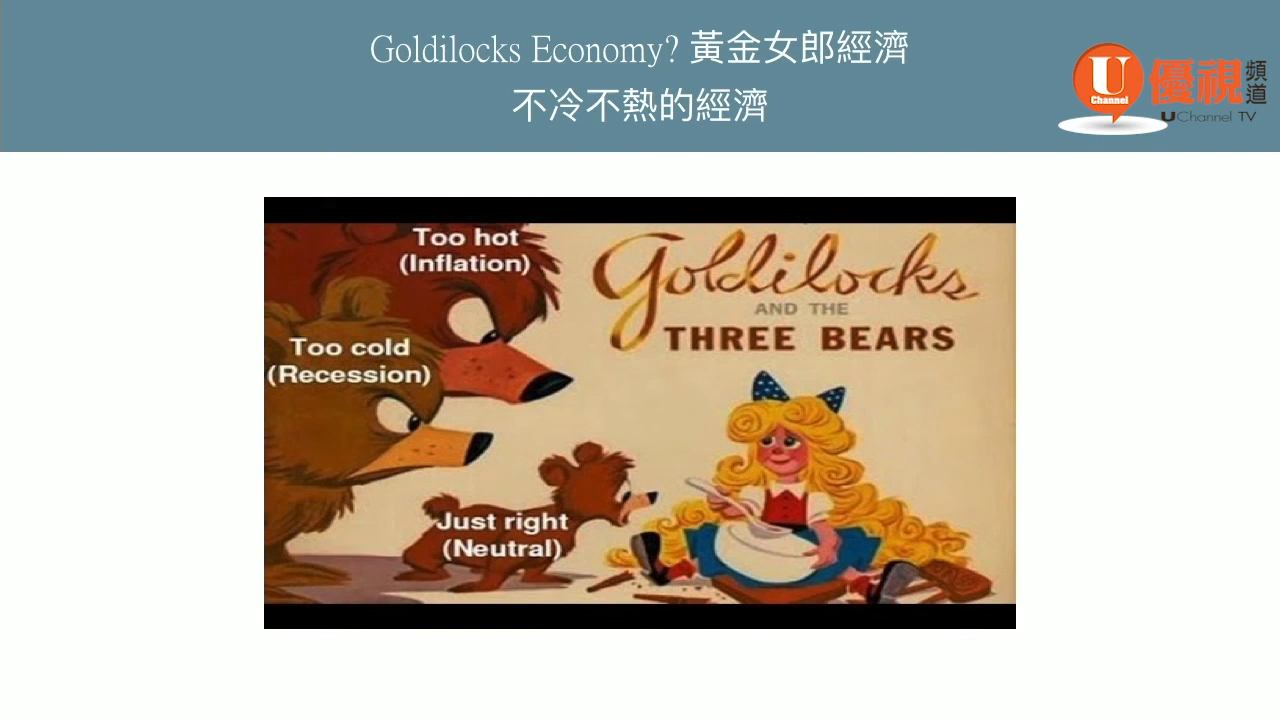 Goldilocks Economy? 黃金女郎經濟
不冷不熱的經濟
U
Channel
優視
頻道
UChannel TV
Too hot
(Inflation)
Goldilocks
AND THE
THREE BEARS
Too cold
(Recession)
Just right
(Neutral)